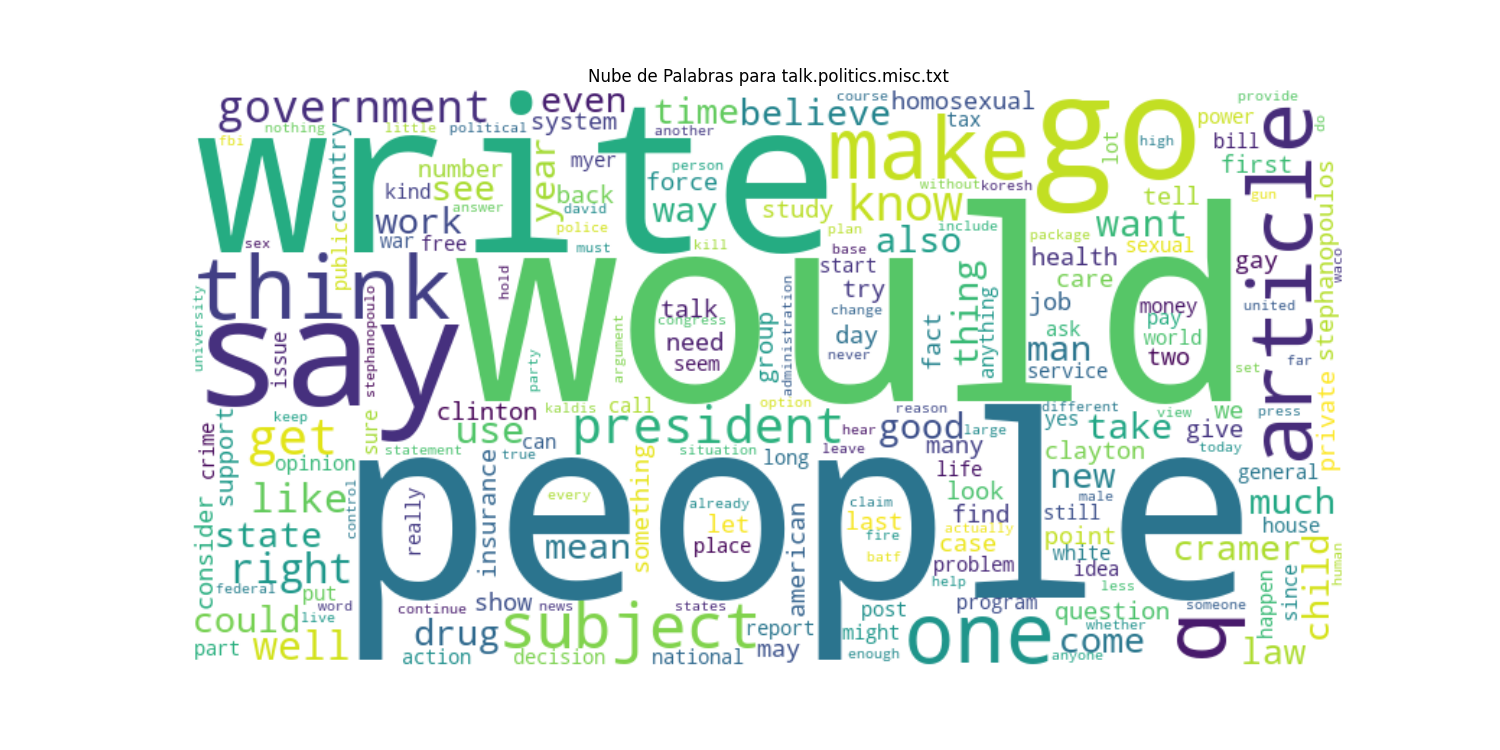 Nube de Palabras para talk.politics.misc.txt
government
even
time
believe
course
homosexual
go
power
provide
do
nothing
little
political
system
another
tax
lot
high
bill
article
fbi
write
make
first
country
number
year
myer
person
force
kind
see
back
without
koresh
tell
gun
stephanopoulos
public
answer
david
way
study
know
work
police
plan
include
want
war
free
must
kill
also
package
sexual
sex
base
would
think
hold
start
health
gay
waco
care
university
stephanopoulo
talk
administration
try
thing
anything
job
money
united
say
congress
change
pay
issue
party
argument
need
group
day
fact
ask
world
seem
never
man
two
far
service
set
private
support
keep
sure
clinton
kaldis
call
option
reason
different
yes
view
we
press
get
use
president
good
large
take
give
crime
can
hear
statement
true
situation
leave
many
clayton
today
opinion
people
insurance
something
long
life
general
like
control
really
every
already
american
claim
look
new
male
much
consider
let
last
find
still
house
state
mean
place
fire
actually
point
case
white
cramer
child
human
right
batf
problem
idea
federal
put
help
less
happen
since
word
continue
show
news
states
program
someone
could
live
subject
post
one
question
q
drug
report
might
whether
come
part
well
action
decision
national
may
enough
anyone
law